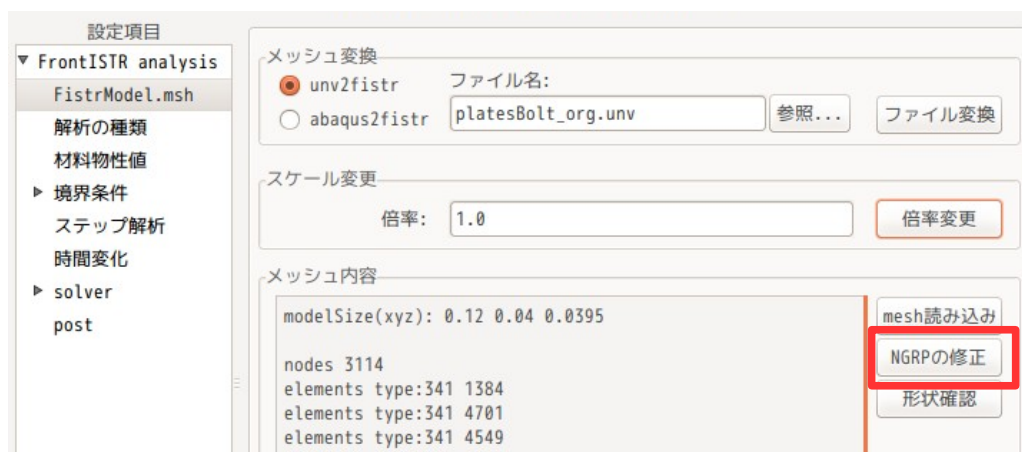 設定項目
FrontISTR analysis
FistrModel.msh
解析の種類
材料物性値
境界条件
ステップ解析
時間変化
solver
post
メッシュ変換
unv2fistr
abaqus2fistr
ファイル名:
platesBolt_org.unv
参照...
ファイル変換
スケール変更
倍率:
1.0
倍率変更
メッシュ内容
modelSize(xyz): 0.12 0.04 0.0395
nodes 3114
elements type:341 1384
elements type:341 4701
elements type:341 4549
mesh読み込み
NGRPの修正
形状確認